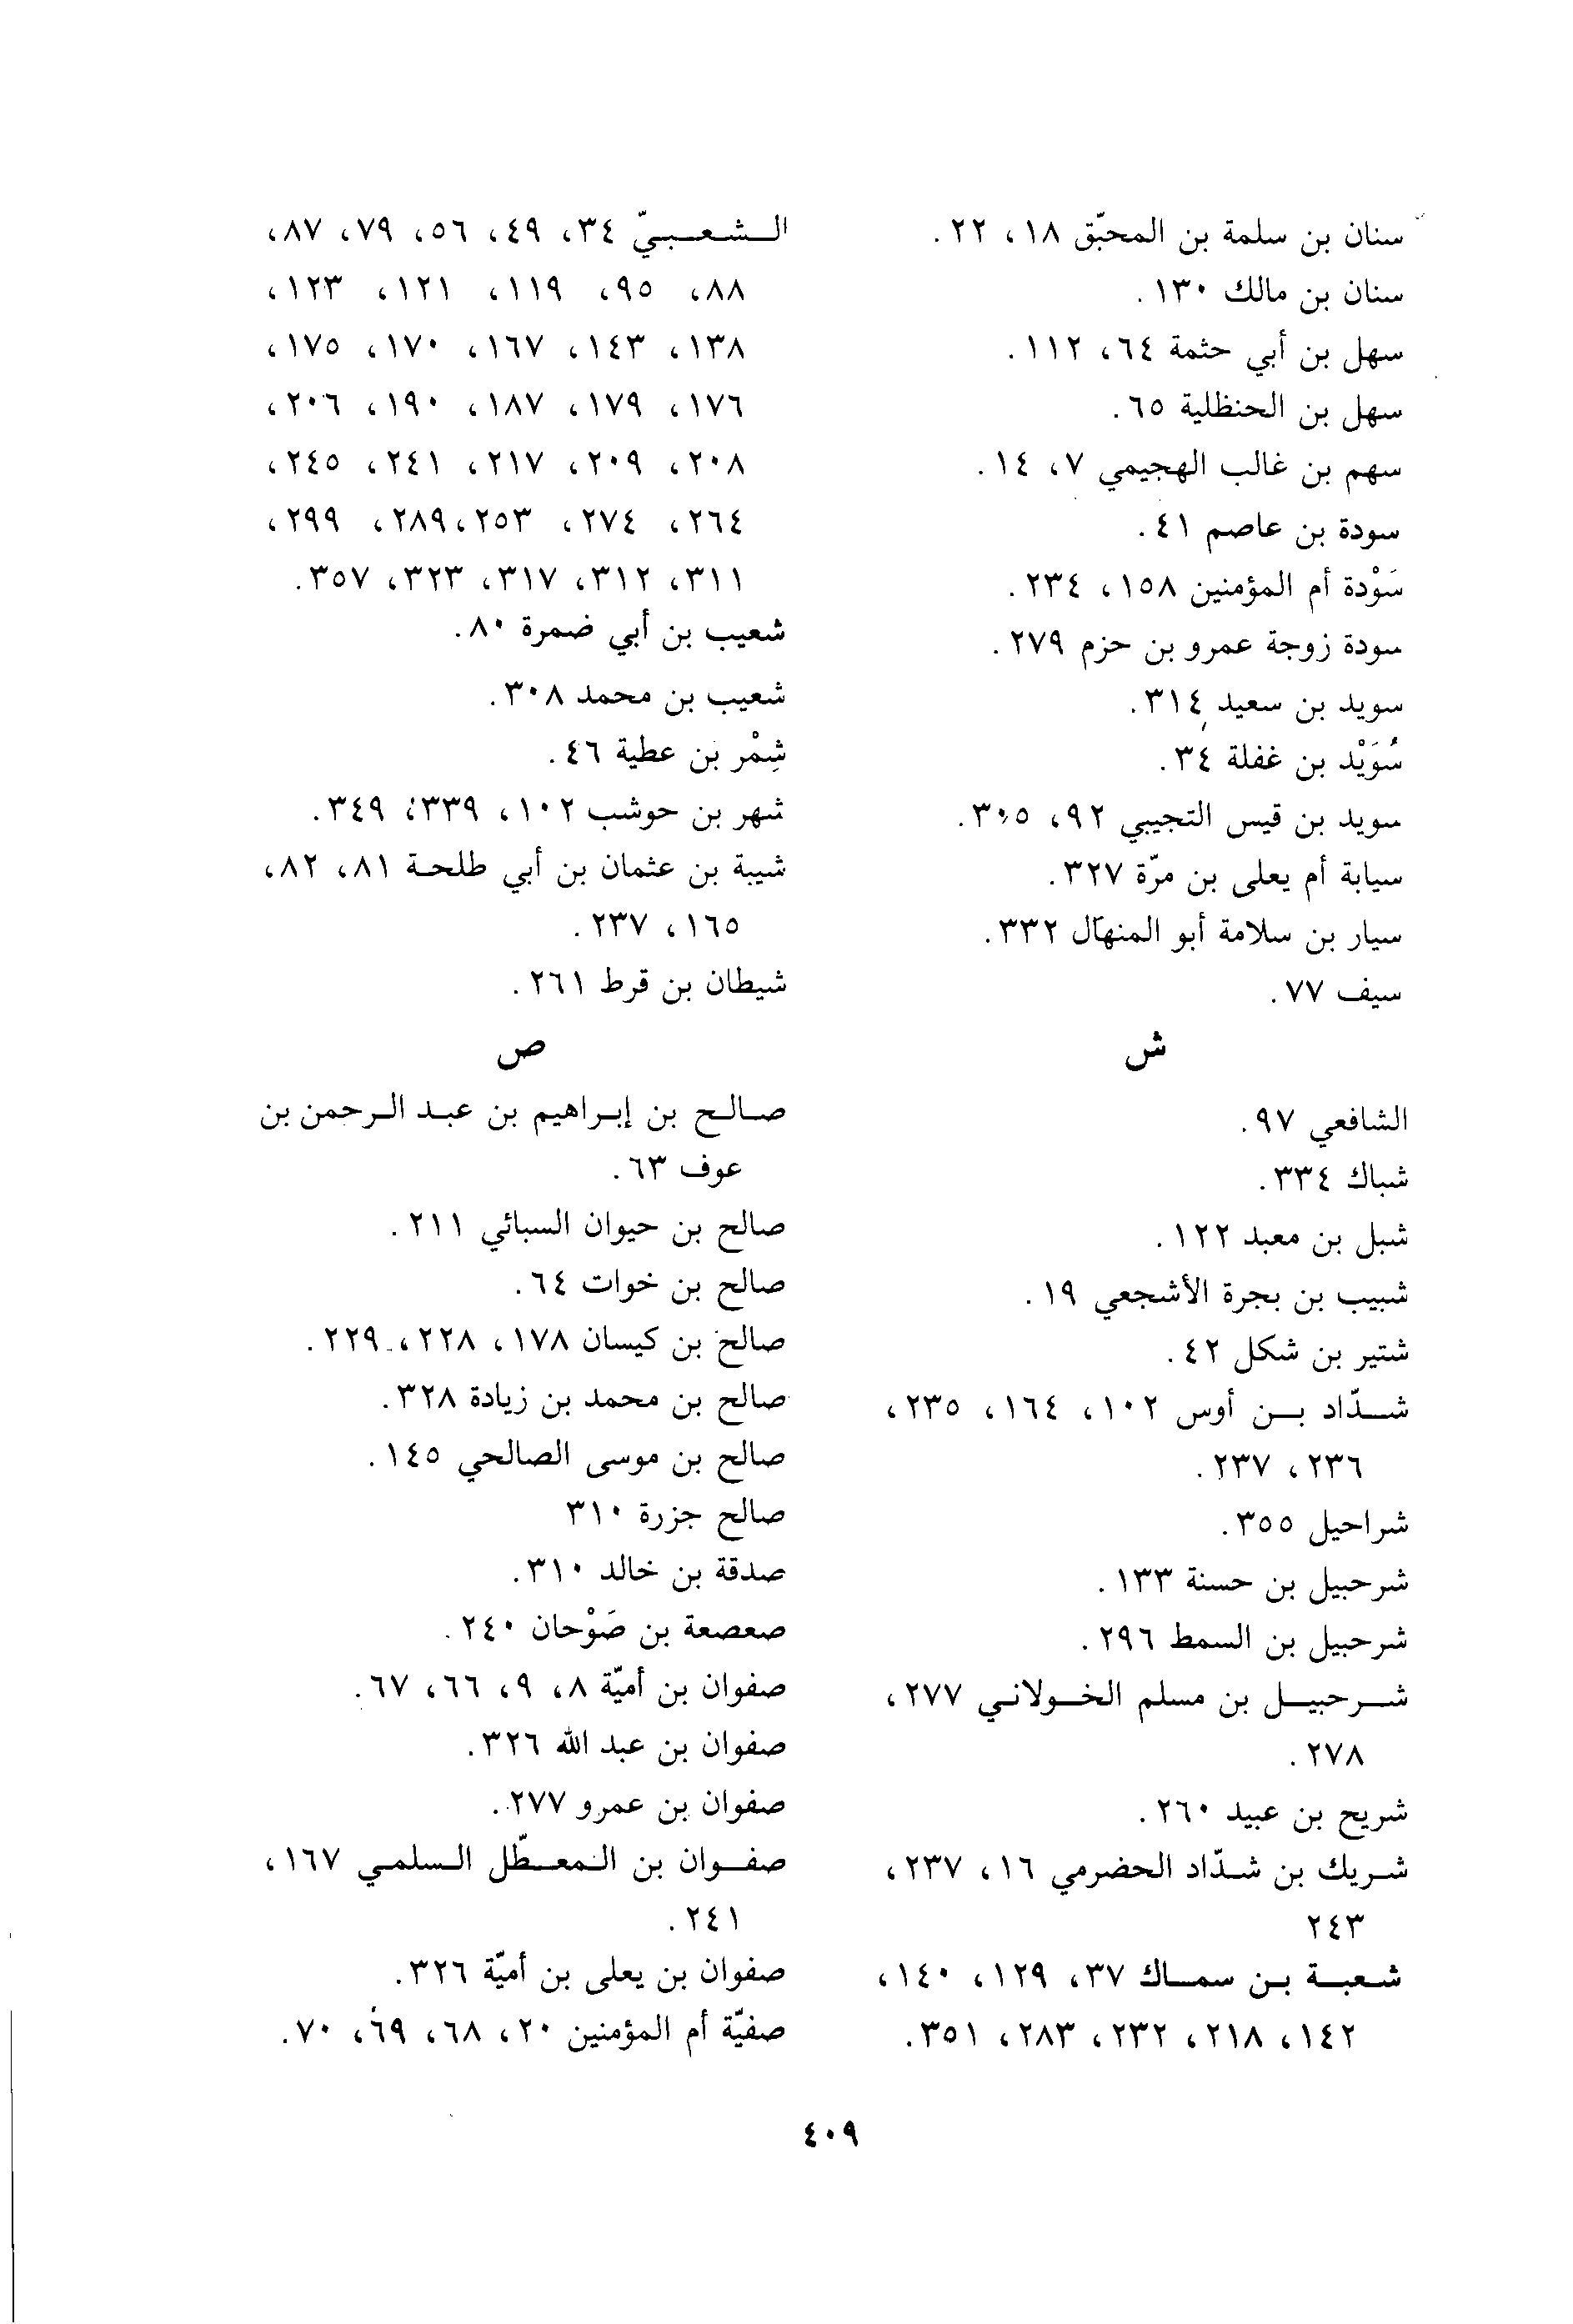 سنان بن سلمة بن المحبّق ١٨، ٢٢.
سنان بن مالك ١٣٠.
سهل بن أبي حثمة ٦٤، ١١٢.
سهل بن الحنظلية ٦٥.
سهم بن غالب الهجيمي ٧، ١٤.
سودة بن عاصم ٤١.
سَوْدة أم المؤمنين ١٥٨، ٢٣٤.
سودة زوجة عمرو بن حزم ٢٧٩.
سويد بن سعيد ٣١٤.
سُوَيْد بن غفلة ٣٤.
سويد بن قيس التجيبي ٩٢، ٣٠٥.
سيابة أم يعلى بن مرّة ٣٢٧.
سيار بن سلامة أبو المنهال ٣٣٢.
سيف ٧٧.
ش
الشافعي ٩٧.
شباك ٣٣٤.
شبل بن معبد ١٢٢.
شبيب بن بجرة الأشجعي ١٩.
شتير بن شكل ٤٢.
شدّاد بن أوس ١٠٢، ١٦٤، ٢٣٥،
٢٣٦، ٢٣٧.
شراحيل ٣٥٥.
شرحبيل بن حسنة ١٣٣.
شرحبيل بن السمط ٢٩٦.
شرحبيل بن مسلم الخولاني ٢٧٧،
٢٧٨.
شريح بن عبيد ٢٦٠.
شريك بن شدّاد الحضرمي ١٦، ٢٣٧،
٢٤٣
شعبة بن سماك ٣٧، ١٢٩، ١٤٠،
١٤٢، ٢١٨، ٢٣٢، ٢٨٣، ٣٥١.
الشعبيّ ٣٤، ٤٩، ٥٦، ٧٩، ٨٧،
٨٨، ٩٥، ١١٩، ١٢١، ١٢٣،
١٣٨، ١٤٣، ١٦٧، ١٧٠، ١٧٥،
١٧٦، ١٧٩، ١٨٧، ١٩٠، ٢٠٦،
٢٠٨، ٢٠٩، ٢١٧، ٢٤١، ٢٤٥،
٢٦٤، ٢٧٤، ٢٥٣، ٢٨٩، ٢٩٩،
٣١١، ٣١٢، ٣١٧، ٣٢٣، ٣٥٧.
شعيب بن أبي ضمرة ٨٠.
شعيب بن محمد ٣٠٨.
شِمْر بن عطية ٤٦.
شهر بن حوشب ١٠٢، ٣٣٩، ٣٤٩.
شيبة بن عثمان بن أبي طلحة ٨١، ٨٢،
١٦٥، ٢٣٧.
شيطان بن قرط ٢٦١.
ص
صالح بن إبراهيم بن عبد الرحمن بن
عوف ٦٣.
صالح بن حيوان السبائي ٢١١.
صالح بن خوات ٦٤.
صالح بن كيسان ١٧٨، ٢٢٨، ٢٢٩.
صالح بن محمد بن زيادة ٣٢٨.
صالح بن موسى الصالحي ١٤٥.
صالح جزرة ٣١٠
صدقة بن خالد ٣١٠.
صعصعة بن صَوْحان ٢٤٠.
صفوان بن أميّة ٨، ٩، ٦٦، ٦٧.
صفوان بن عبد الله ٣٢٦.
صفوان بن عمرو ٢٧٧.
صفوان بن المعطّل السلمي ١٦٧،
٢٤١.
صفوان بن يعلى بن أميّة ٣٢٦.
صفيّة أم المؤمنين ٢٠، ٦٨، ٦٩، ٧٠.
٤٠٩